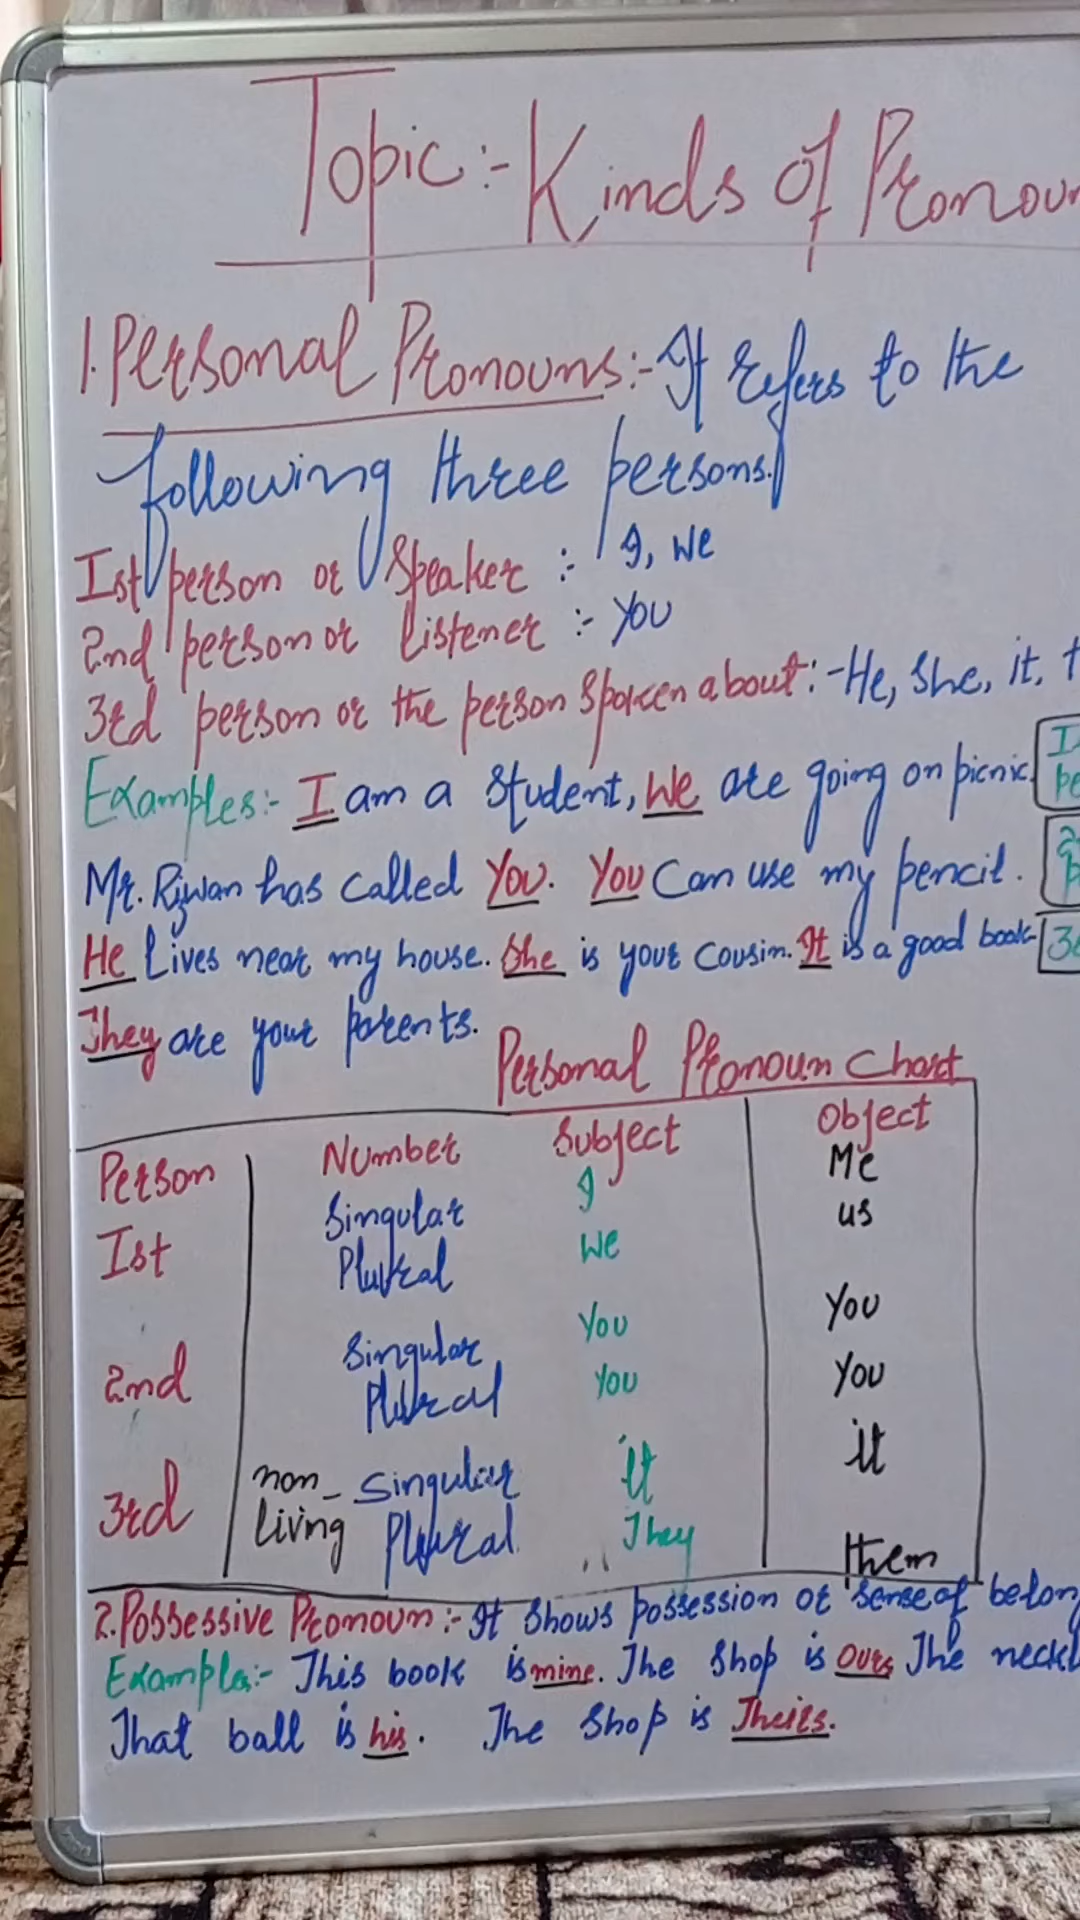 Topic:- Kinds of Pronoun
1. Personal Pronouns:- It refers to the
following three persons.
Ist person or Speaker :- I, We
2nd person or listener :- You
3rd person or the person Spoken about:- He, She, it,
Examples:- I am a Student, We are going on picnic.
Mr. Rizwan has called You. You Can use my pencil.
He lives near my house. She is your Cousin. It is a good book.
They are your parents.
Personal Pronoun Chart
Person Number Subject Object
Ist Singular I Me
Plural We us
2nd Singular You You
Plural You You
3rd non-living Singular it it
Plural They them
2. Possessive Pronoun:- It Shows possession or sense of belong
Example:- This book is mine. The Shop is Ours The neckl
That ball is his. The Shop is Theirs.